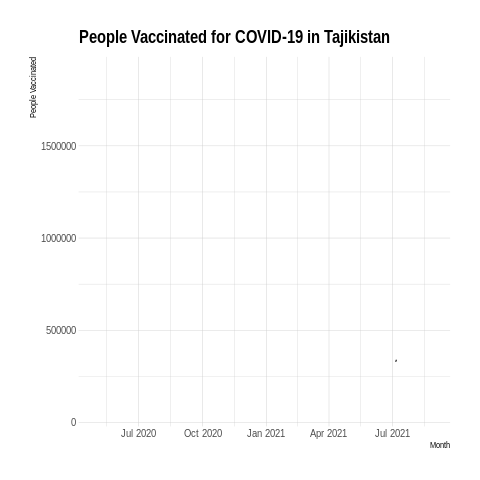 People Vaccinated for COVID-19 in Tajikistan
People Vaccinated
1500000
1000000
500000
0
Jul 2020 Oct 2020 Jan 2021 Apr 2021 Jul 2021
Month